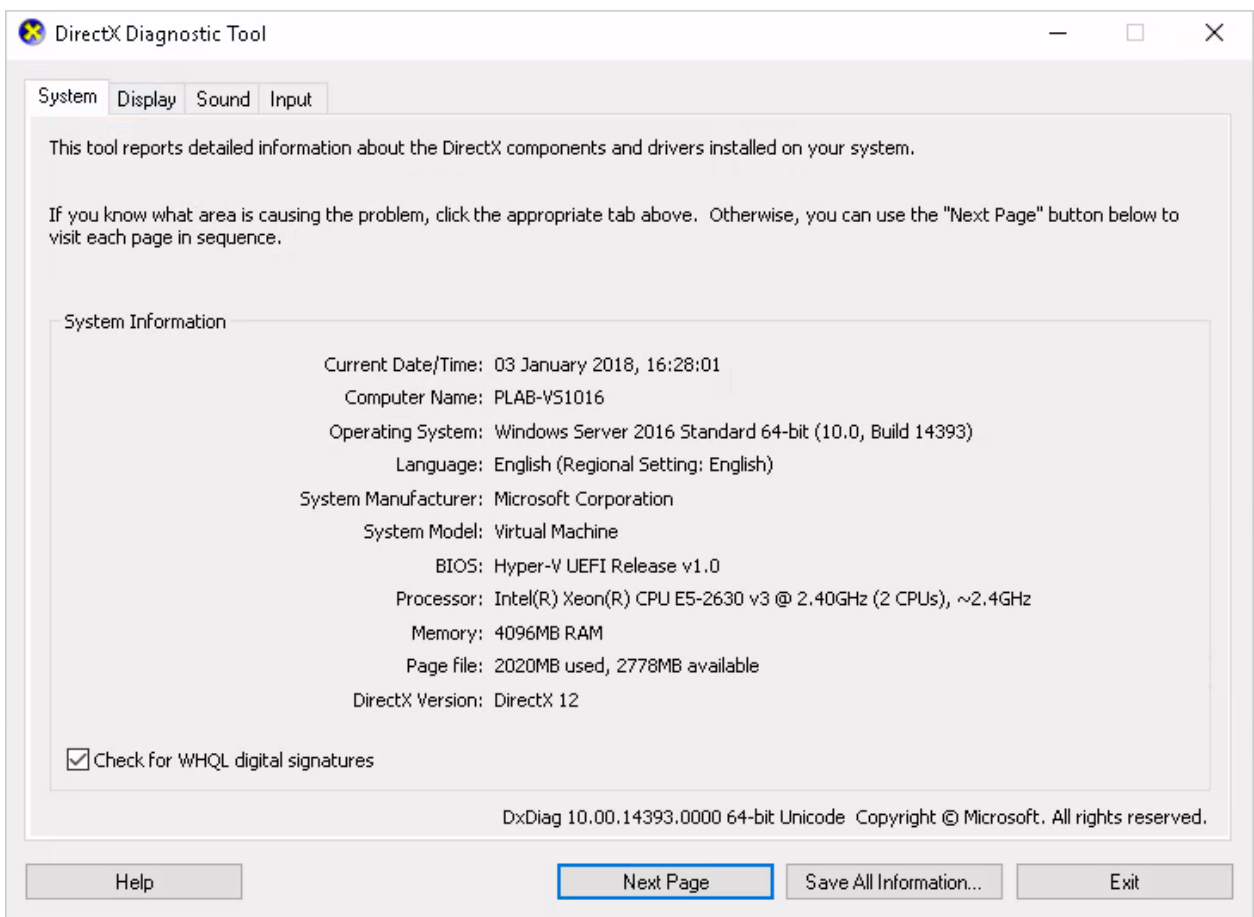 DirectX Diagnostic Tool
System Display Sound Input
This tool reports detailed information about the DirectX components and drivers installed on your system.
If you know what area is causing the problem, click the appropriate tab above. Otherwise, you can use the "Next Page" button below to
visit each page in sequence.
System Information
Current Date/Time: 03 January 2018, 16:28:01
Computer Name: PLAB-VS1016
Operating System: Windows Server 2016 Standard 64-bit (10.0, Build 14393)
Language: English (Regional Setting: English)
System Manufacturer: Microsoft Corporation
System Model: Virtual Machine
BIOS: Hyper-V UEFI Release v1.0
Processor: Intel(R) Xeon(R) CPU E5-2630 v3 @ 2.40GHz (2 CPUs), ~2.4GHz
Memory: 4096MB RAM
Page file: 2020MB used, 2778MB available
DirectX Version: DirectX 12
Check for WHQL digital signatures
DxDiag 10.00.14393.0000 64-bit Unicode Copyright © Microsoft. All rights reserved.
Help Next Page Save All Information... Exit